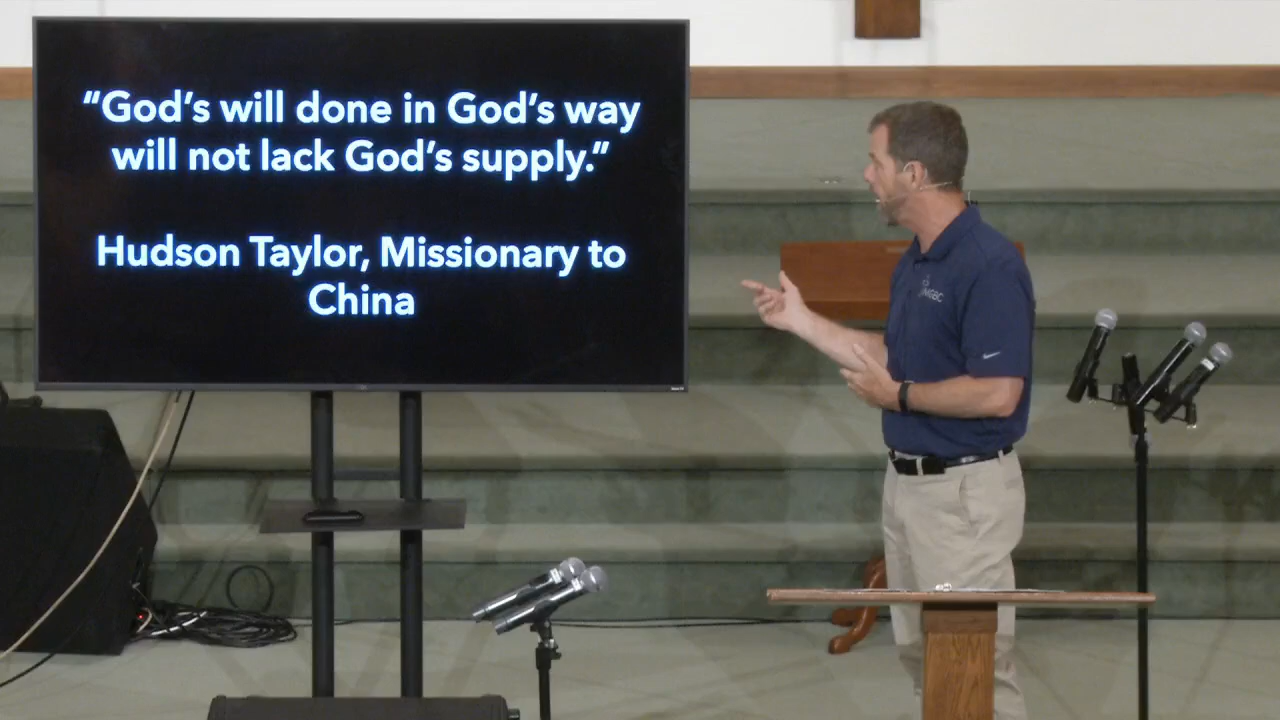 “God’s will done in God’s way
will not lack God’s supply.”
Hudson Taylor, Missionary to
China